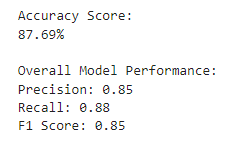 Accuracy Score:
87.69%
Overall Model Performance:
Precision: 0.85
Recall: 0.88
F1 Score: 0.85